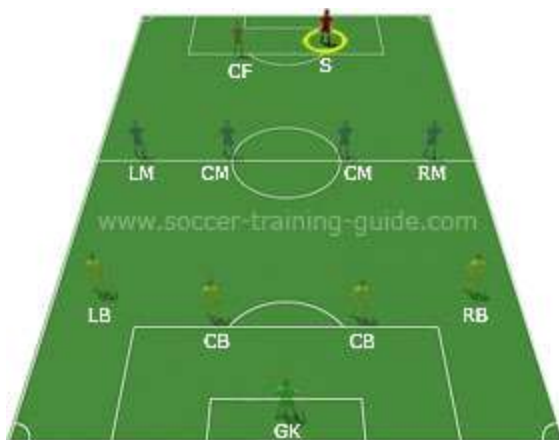 CF S
LM CM CM RM
www.soccer-training-guide.com
LB CB CB RB
GK